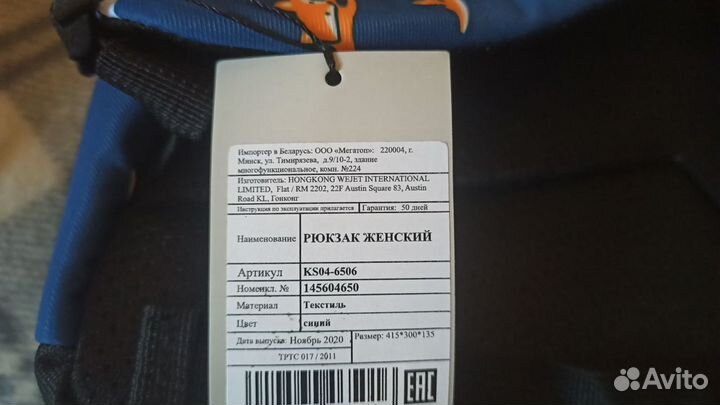 Импортер в Беларусь: ООО «Мегатоп»: 220004, г.
Минск, ул. Тимирязева, д.9/10-2, здание
многофункциональное, комн. №224
Изготовитель: HONGKONG WEJET INTERNATIONAL
LIMITED, Flat / RM 2202, 22F Austin Square 83, Austin
Road KL, Гонконг
Инструкция по эксплуатации прилагается Гарантия: 50 дней
Наименование РЮКЗАК ЖЕНСКИЙ
Артикул KS04-6506
Номенкл. № 145604650
Материал Текстиль
Цвет синий
Дата выпуска: Ноябрь 2020 Размер: 415*300*135
ТРТС 017 / 2011
EAC
Avito